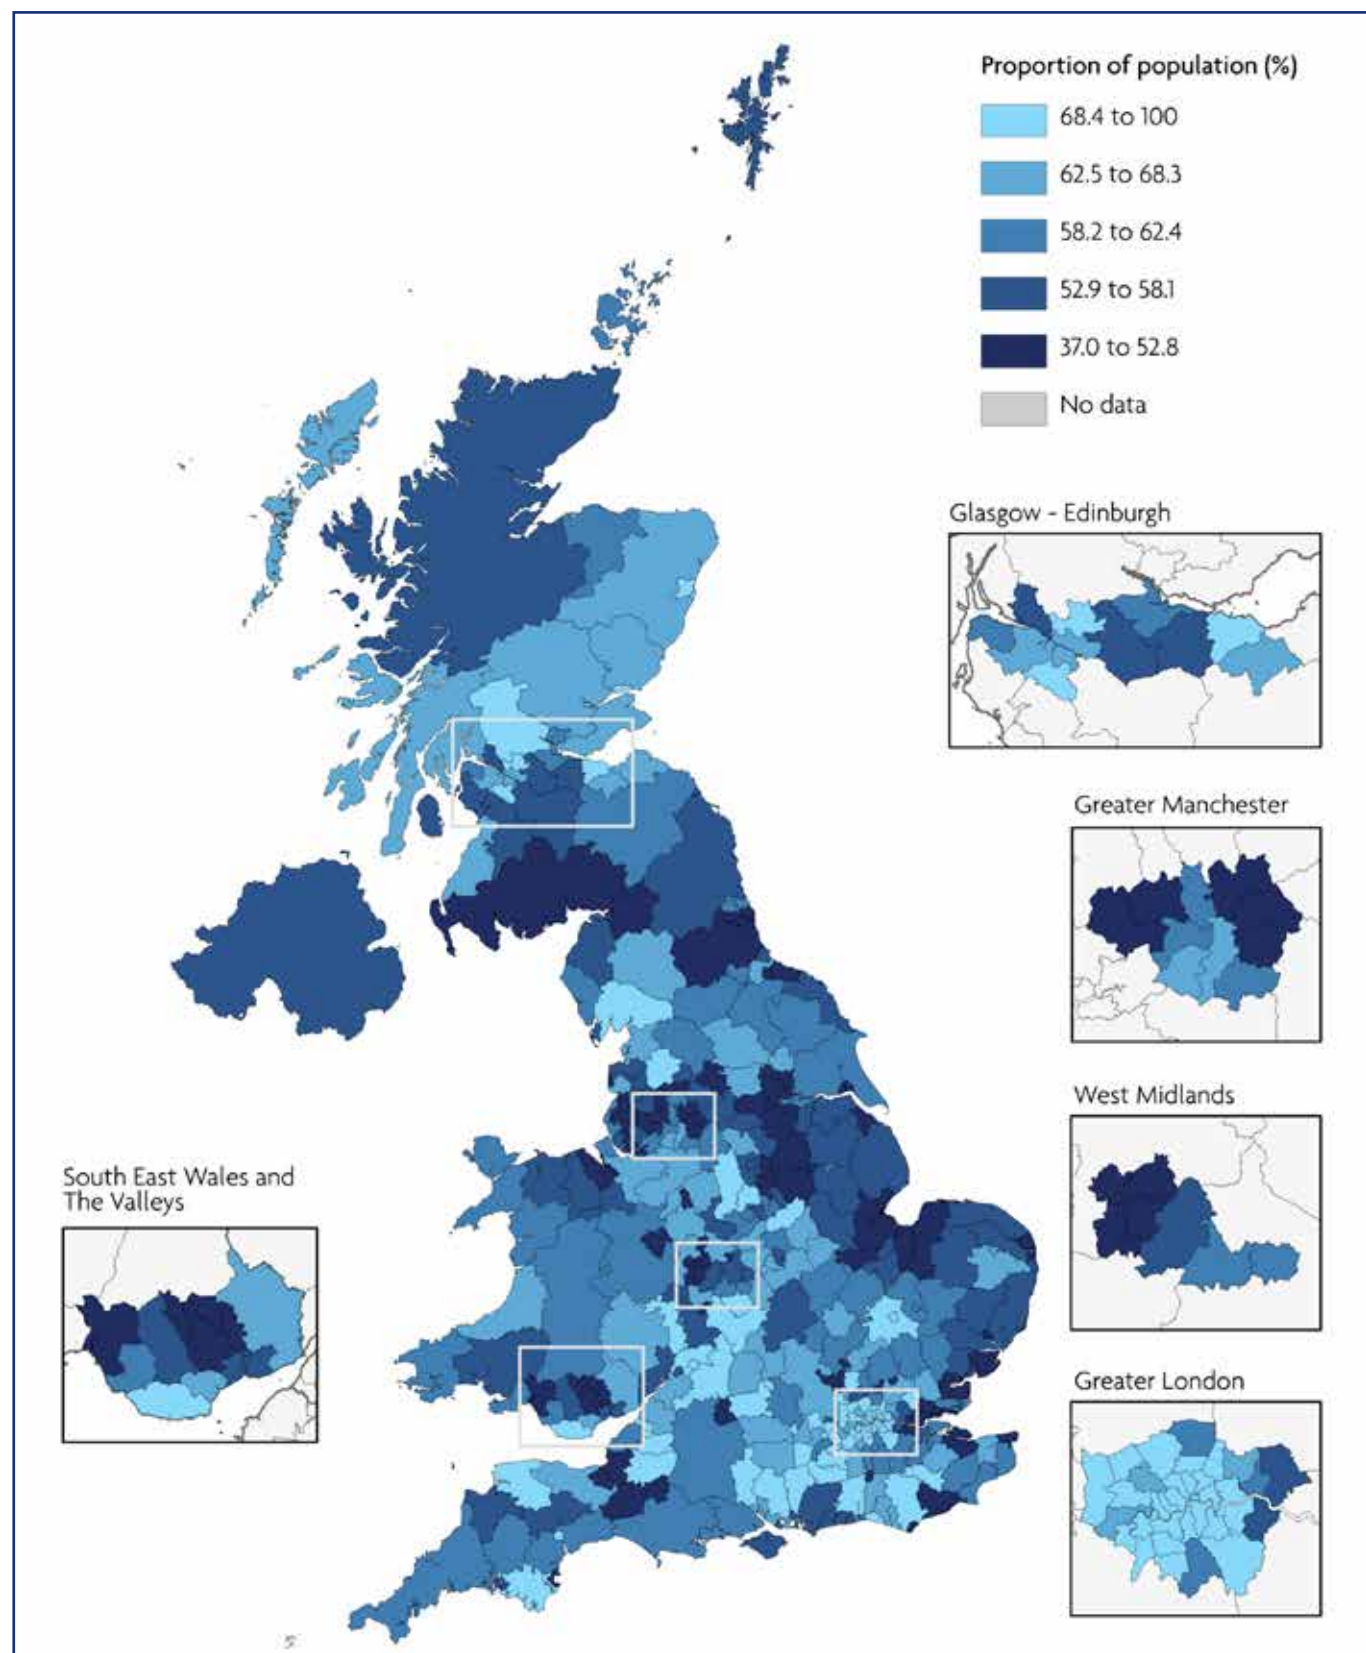 Proportion of population (%)
68.4 to 100
62.5 to 68.3
58.2 to 62.4
52.9 to 58.1
37.0 to 52.8
No data
Glasgow - Edinburgh
Greater Manchester
West Midlands
South East Wales and
The Valleys
Greater London